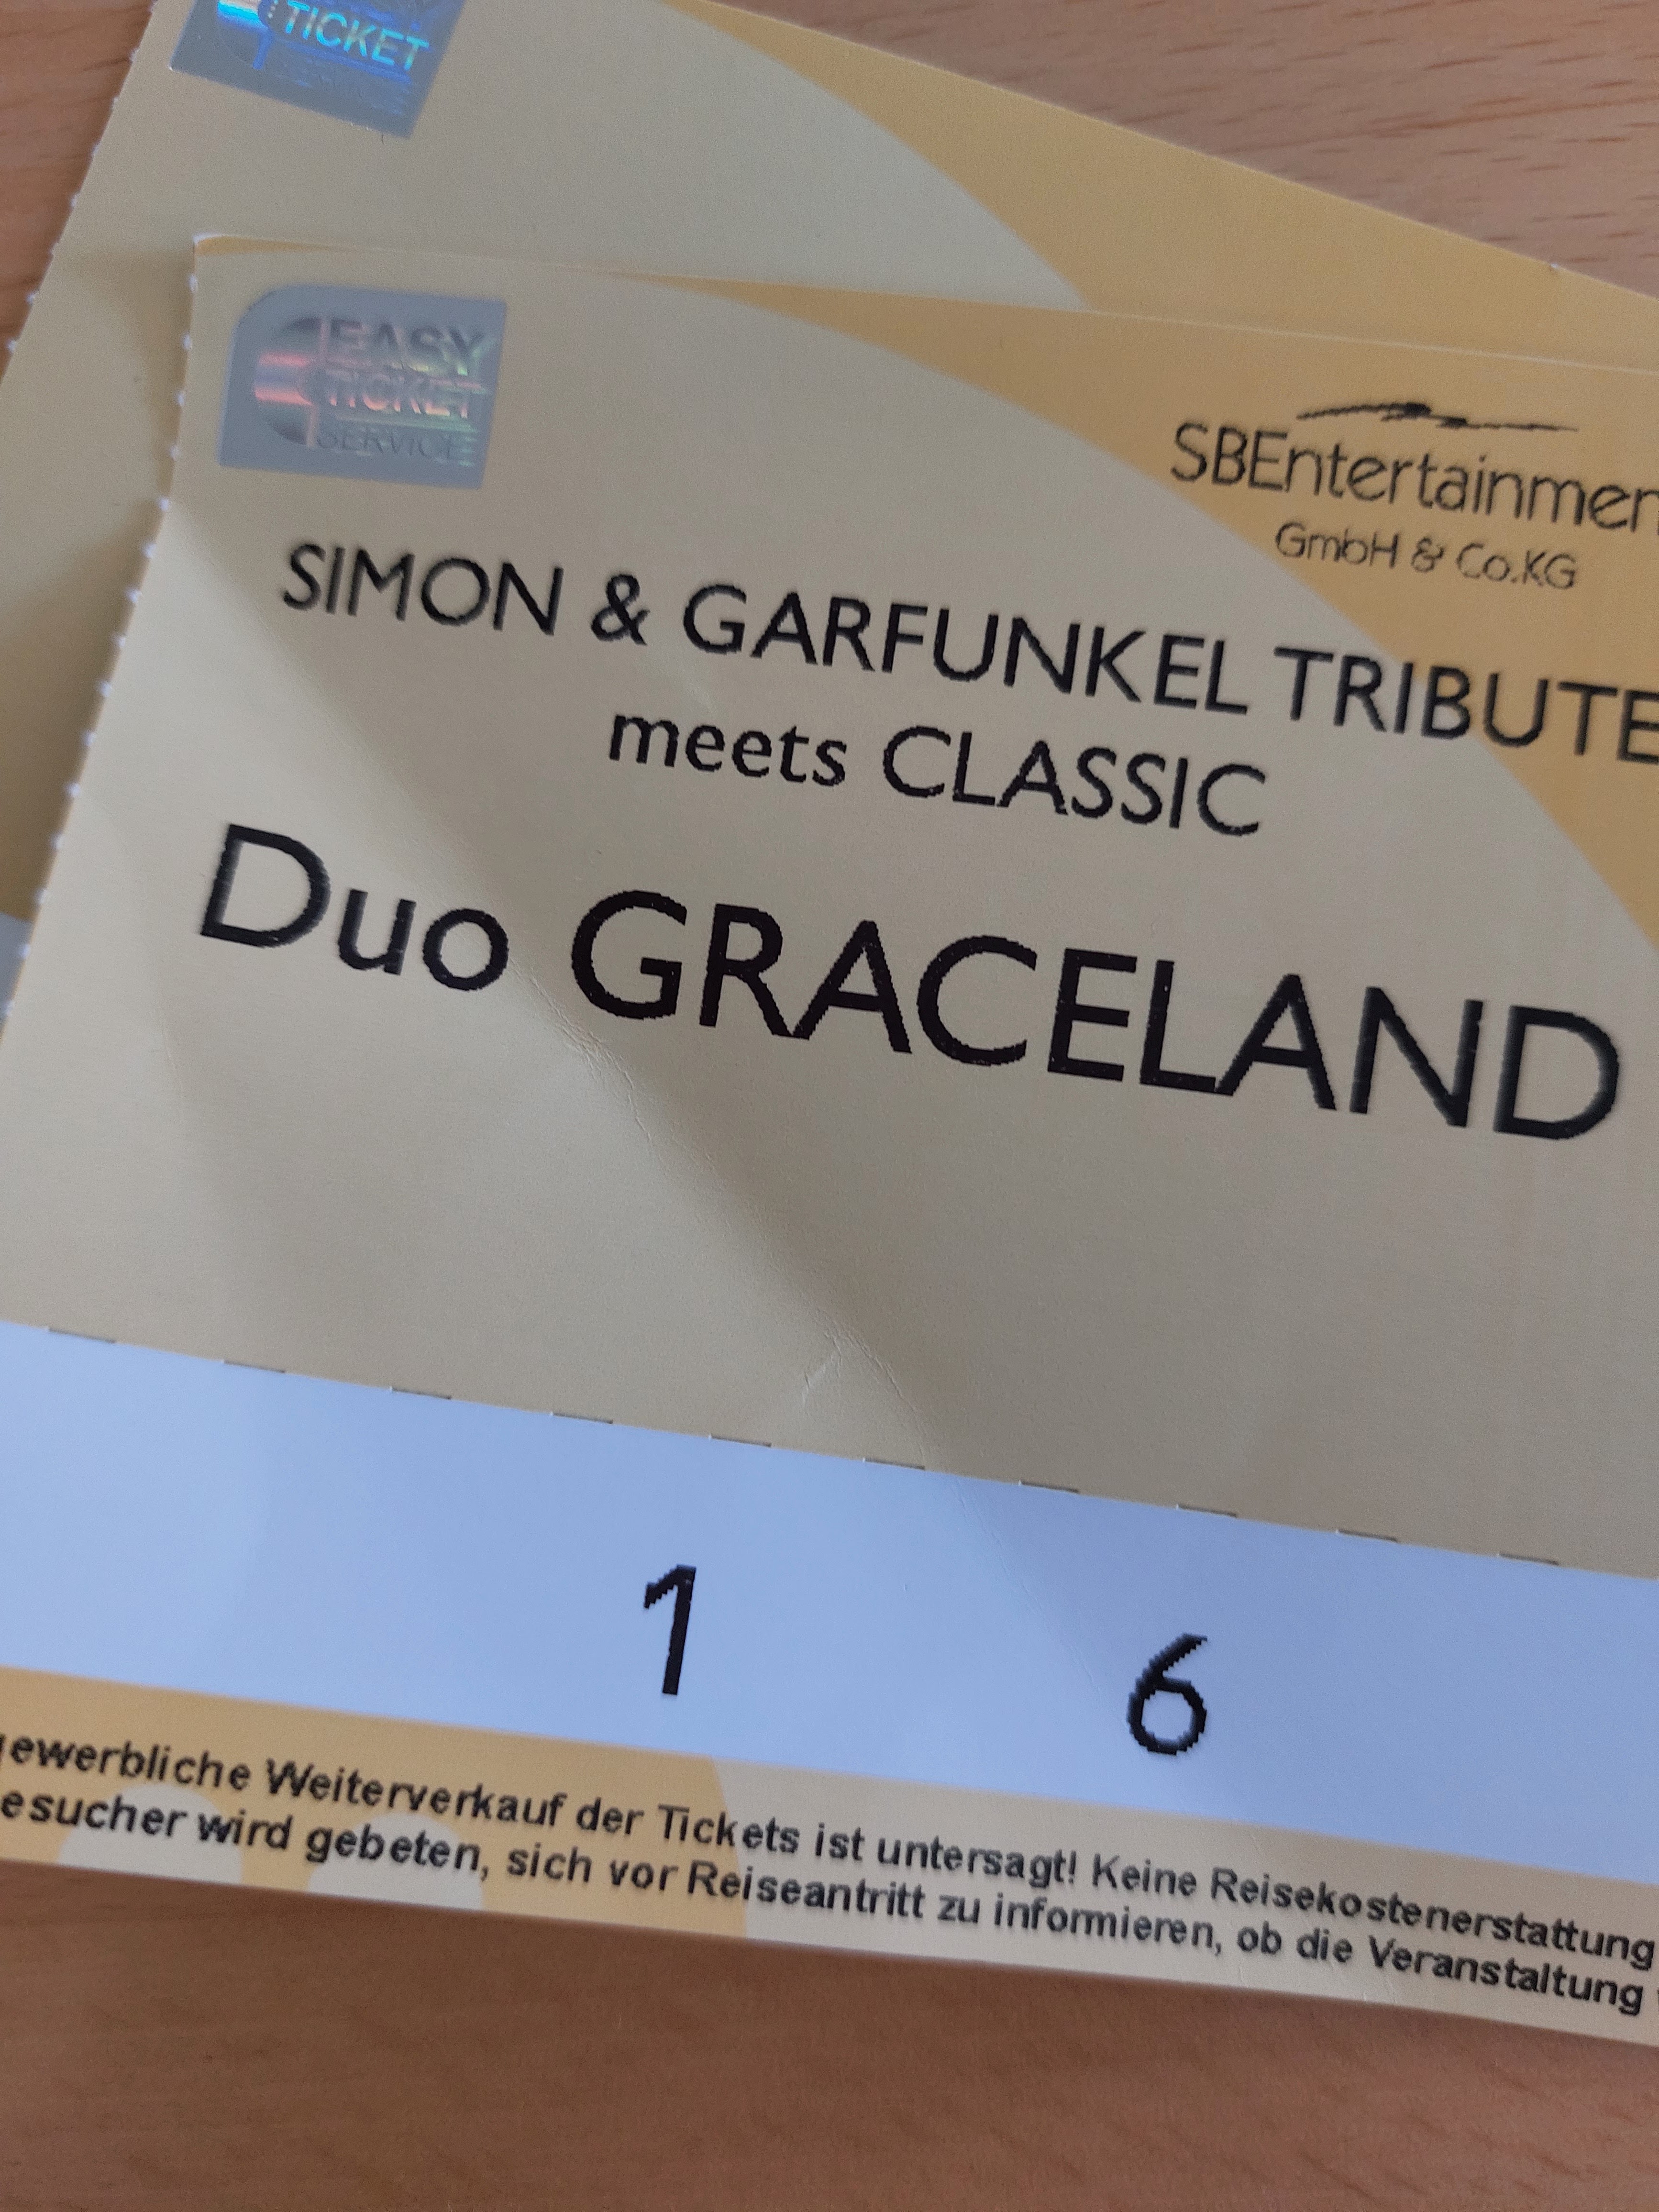 TICKET
EASY
TICKET
SERVICE
SBEntertainmen
GmbH & Co.KG
SIMON & GARFUNKEL TRIBUTE
meets CLASSIC
Duo GRACELAND
1 6
gewerbliche Weiterverkauf der Tickets ist untersagt! Keine Reisekostenerstattung
esucher wird gebeten, sich vor Reiseantritt zu informieren, ob die Veranstaltung